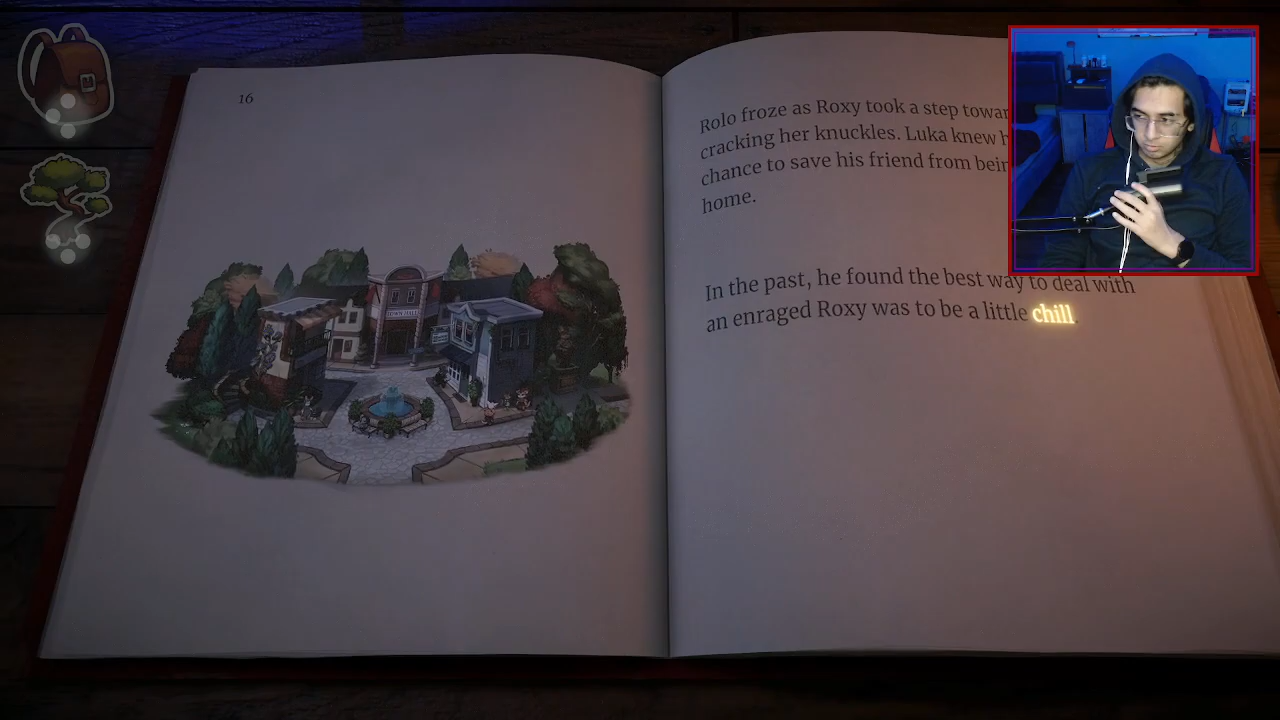 16
Rolo froze as Roxy took a step
cracking her knuckles. Luka knew
chance to save his friend from
home.
In the past, he found the best way to deal with
an enraged Roxy was to be a little chill.
TOWN HALL